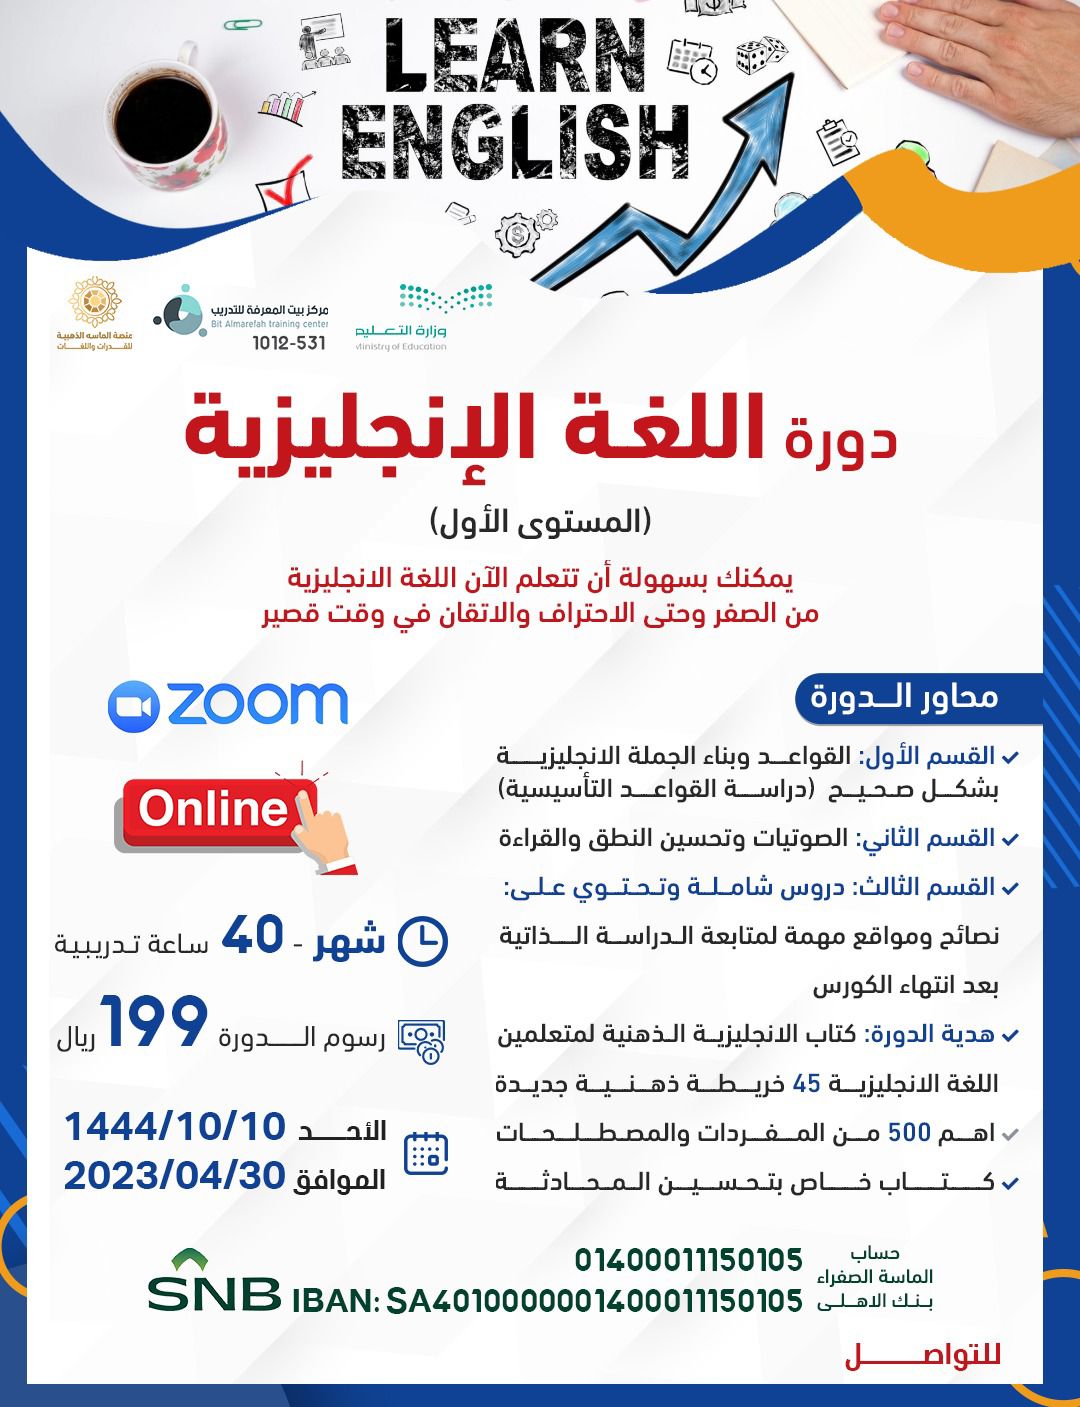 LEARN
ENGLISH
منصة الماسه الذهبية
للقدرات واللغات
مركز بيت المعرفة للتدريب
Bit Almarefah training center
1012-531
وزارة التعليم
Ministry of Education
دورة اللغة الإنجليزية
(المستوى الأول)
يمكنك بسهولة أن تتعلم الآن اللغة الانجليزية
من الصفر وحتى الاحتراف والاتقان في وقت قصير
محاور الدورة
القسم الأول: القواعد وبناء الجملة الانجليزية
بشكل صحيح (دراسة القواعد التأسيسية)
القسم الثاني: الصوتيات وتحسين النطق والقراءة
القسم الثالث: دروس شاملة وتحتوي على:
نصائح ومواقع مهمة لمتابعة الدراسة الذاتية
بعد انتهاء الكورس
هدية الدورة: كتاب الانجليزية الذهنية لمتعلمين
اللغة الانجليزية 45 خريطة ذهنية جديدة
اهم 500 من المفردات والمصطلحات
كتاب خاص بتحسين المحادثة
zoom
Online
شهر - 40 ساعة تدريبية
رسوم الدورة 199 ريال
الأحد 1444/10/10
الموافق 2023/04/30
حساب
الماسة الصفراء
بنك الاهلى
01400011150105
SNB IBAN: SA4010000001400011150105
للتواصل